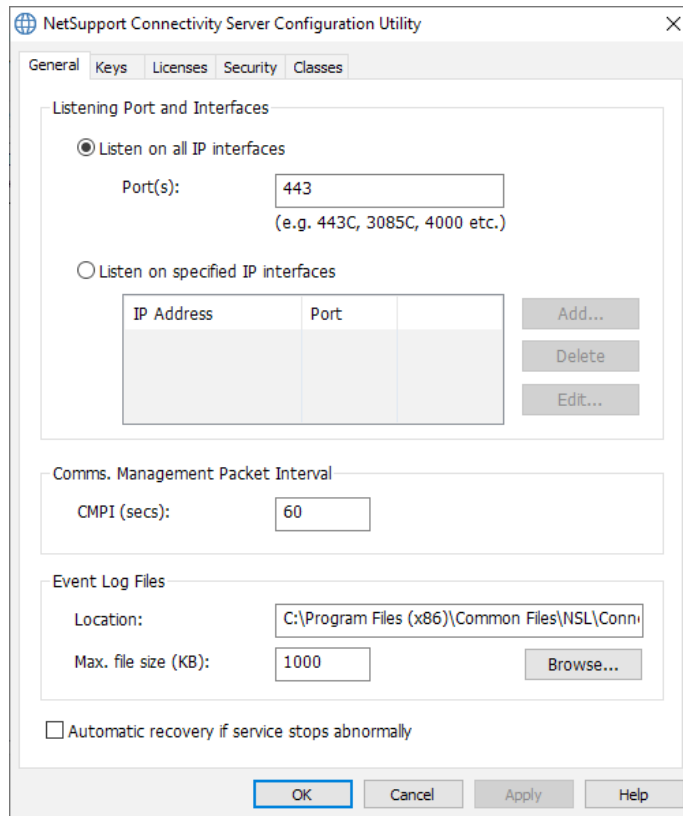 NetSupport Connectivity Server Configuration Utility
General Keys Licenses Security Classes
Listening Port and Interfaces
Listen on all IP interfaces
Port(s): 443
(e.g. 443C, 3085C, 4000 etc.)
Listen on specified IP interfaces
IP Address Port
Add...
Delete
Edit...
Comms. Management Packet Interval
CMPI (secs): 60
Event Log Files
Location: C:\Program Files (x86)\Common Files\NSL\Conn
Max. file size (KB): 1000 Browse...
Automatic recovery if service stops abnormally
OK Cancel Apply Help